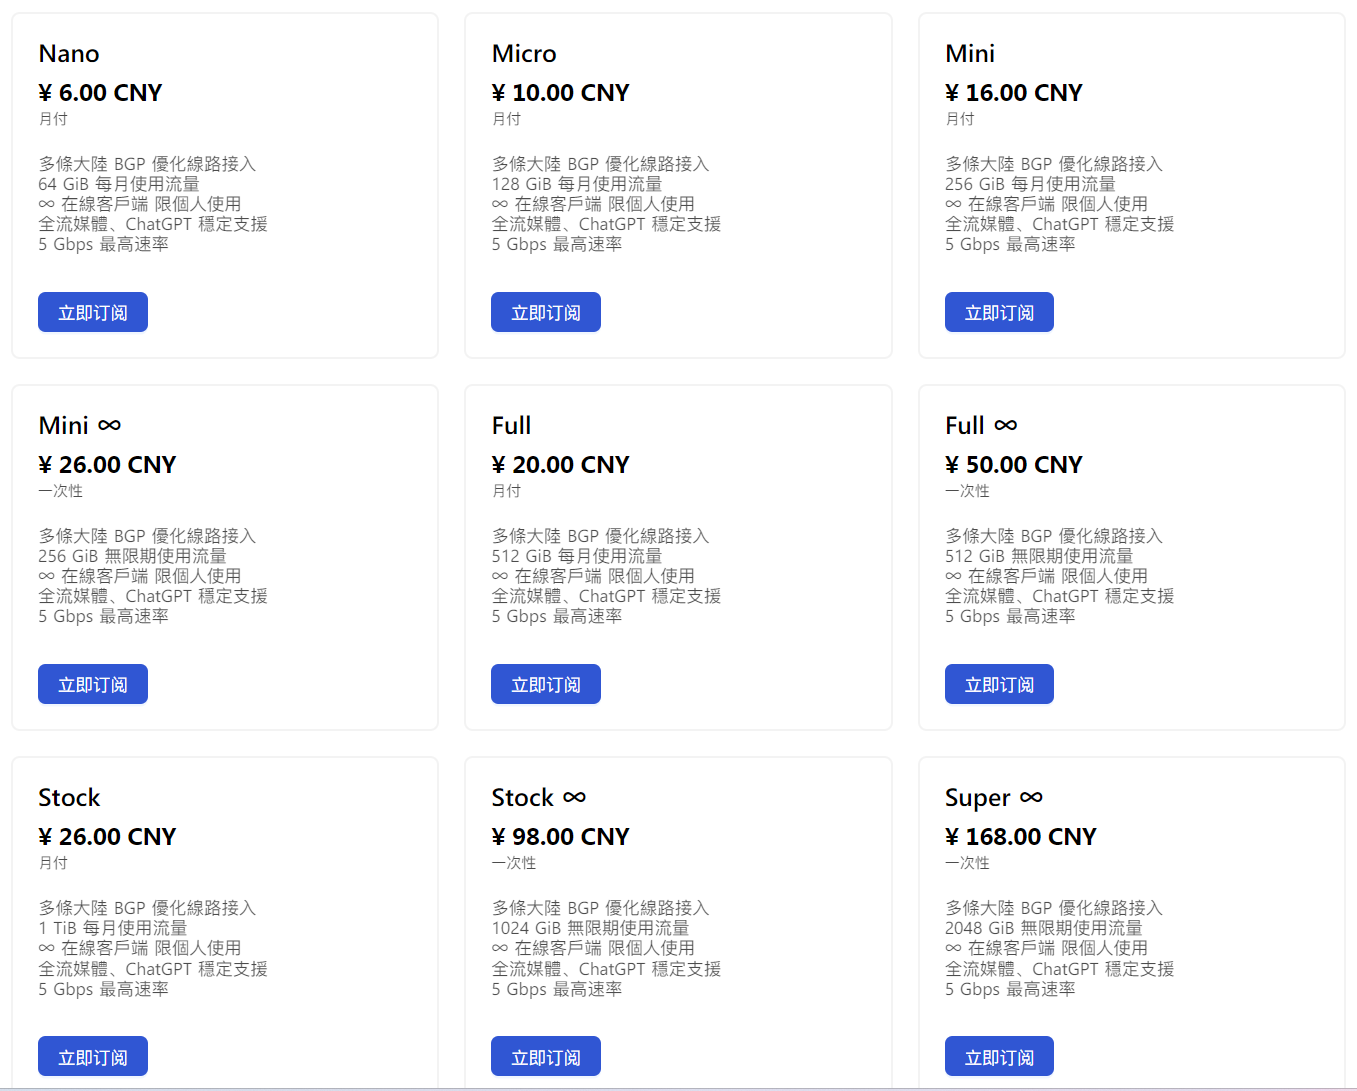 Nano
¥ 6.00 CNY
月付
多條大陸 BGP 優化線路接入
64 GiB 每月使用流量
∞ 在線客戶端 限個人使用
全流媒體、ChatGPT 穩定支援
5 Gbps 最高速率
立即订阅
Micro
¥ 10.00 CNY
月付
多條大陸 BGP 優化線路接入
128 GiB 每月使用流量
∞ 在線客戶端 限個人使用
全流媒體、ChatGPT 穩定支援
5 Gbps 最高速率
立即订阅
Mini
¥ 16.00 CNY
月付
多條大陸 BGP 優化線路接入
256 GiB 每月使用流量
∞ 在線客戶端 限個人使用
全流媒體、ChatGPT 穩定支援
5 Gbps 最高速率
立即订阅
Mini ∞
¥ 26.00 CNY
一次性
多條大陸 BGP 優化線路接入
256 GiB 無限期使用流量
∞ 在線客戶端 限個人使用
全流媒體、ChatGPT 穩定支援
5 Gbps 最高速率
立即订阅
Full
¥ 20.00 CNY
月付
多條大陸 BGP 優化線路接入
512 GiB 每月使用流量
∞ 在線客戶端 限個人使用
全流媒體、ChatGPT 穩定支援
5 Gbps 最高速率
立即订阅
Full ∞
¥ 50.00 CNY
一次性
多條大陸 BGP 優化線路接入
512 GiB 無限期使用流量
∞ 在線客戶端 限個人使用
全流媒體、ChatGPT 穩定支援
5 Gbps 最高速率
立即订阅
Stock
¥ 26.00 CNY
月付
多條大陸 BGP 優化線路接入
1 TiB 每月使用流量
∞ 在線客戶端 限個人使用
全流媒體、ChatGPT 穩定支援
5 Gbps 最高速率
立即订阅
Stock ∞
¥ 98.00 CNY
一次性
多條大陸 BGP 優化線路接入
1024 GiB 無限期使用流量
∞ 在線客戶端 限個人使用
全流媒體、ChatGPT 穩定支援
5 Gbps 最高速率
立即订阅
Super ∞
¥ 168.00 CNY
一次性
多條大陸 BGP 優化線路接入
2048 GiB 無限期使用流量
∞ 在線客戶端 限個人使用
全流媒體、ChatGPT 穩定支援
5 Gbps 最高速率
立即订阅